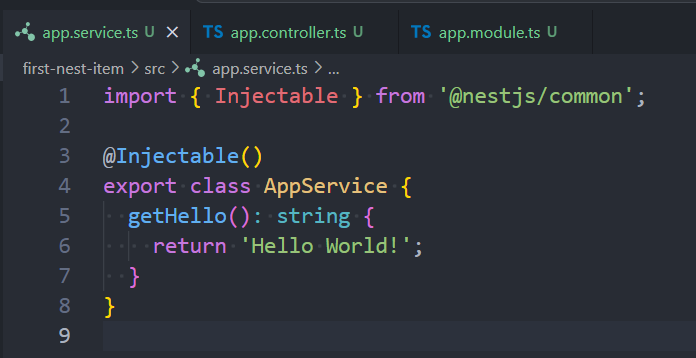 app.service.ts U × TS app.controller.ts U TS app.module.ts U
first-nest-item > src > app.service.ts > ...
1 import { Injectable } from '@nestjs/common';
2
3 @Injectable()
4 export class AppService {
5   getHello(): string {
6     return 'Hello World!';
7   }
8 }
9